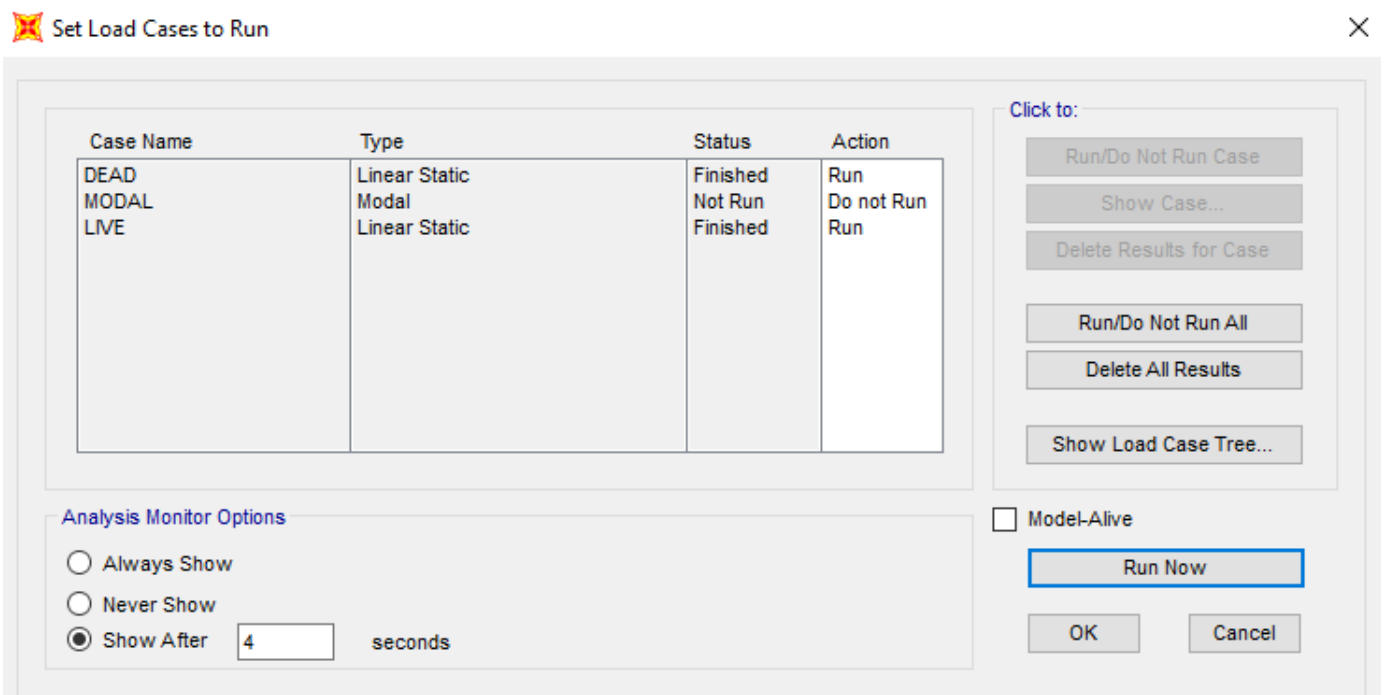 Set Load Cases to Run
Click to:
Case Name Type Status Action
DEAD Linear Static Finished Run
MODAL Modal Not Run Do not Run
LIVE Linear Static Finished Run
Run/Do Not Run Case
Show Case...
Delete Results for Case
Run/Do Not Run All
Delete All Results
Show Load Case Tree...
Analysis Monitor Options
Always Show
Never Show
Show After 4 seconds
Model-Alive
Run Now
OK Cancel